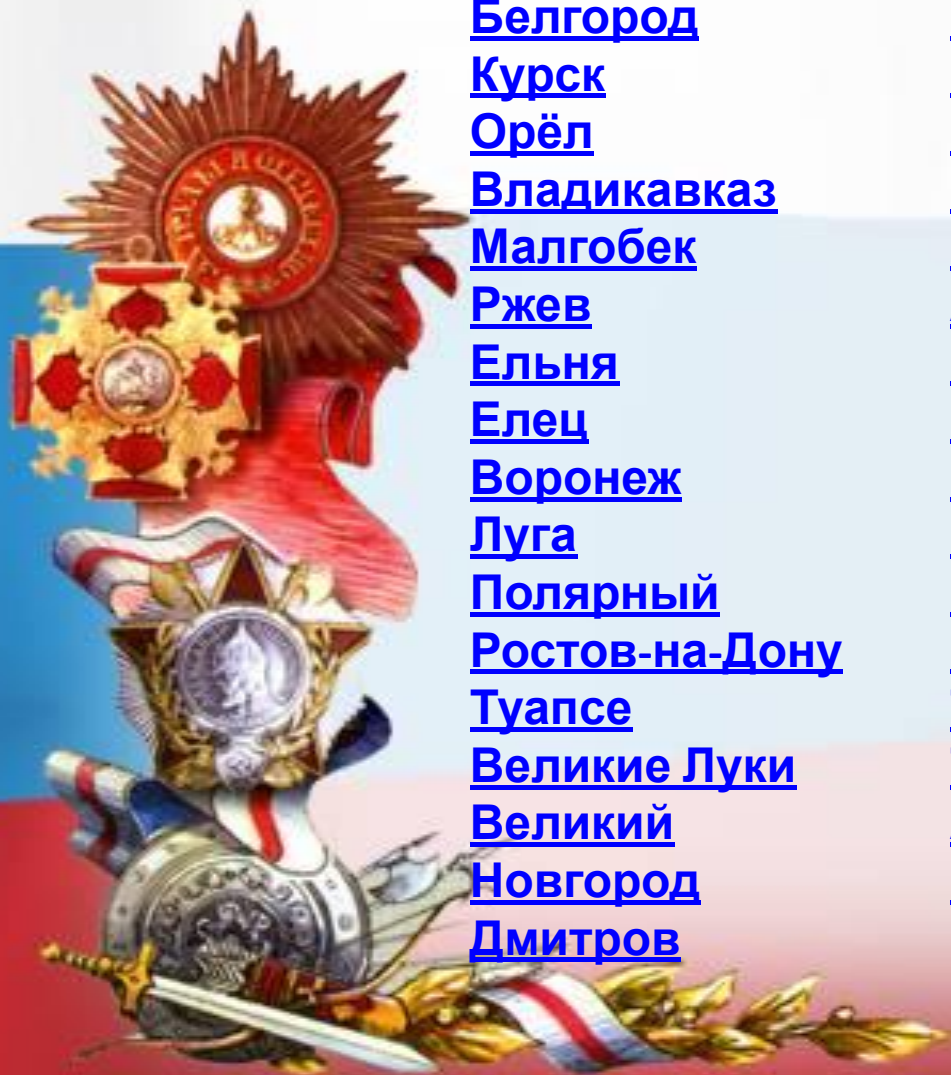 Белгород
Курск
Орёл
Владикавказ
Малгобек
Ржев
Ельня
Елец
Воронеж
Луга
Полярный
Ростов-на-Дону
Туапсе
Великие Луки
Великий
Новгород
Дмитров